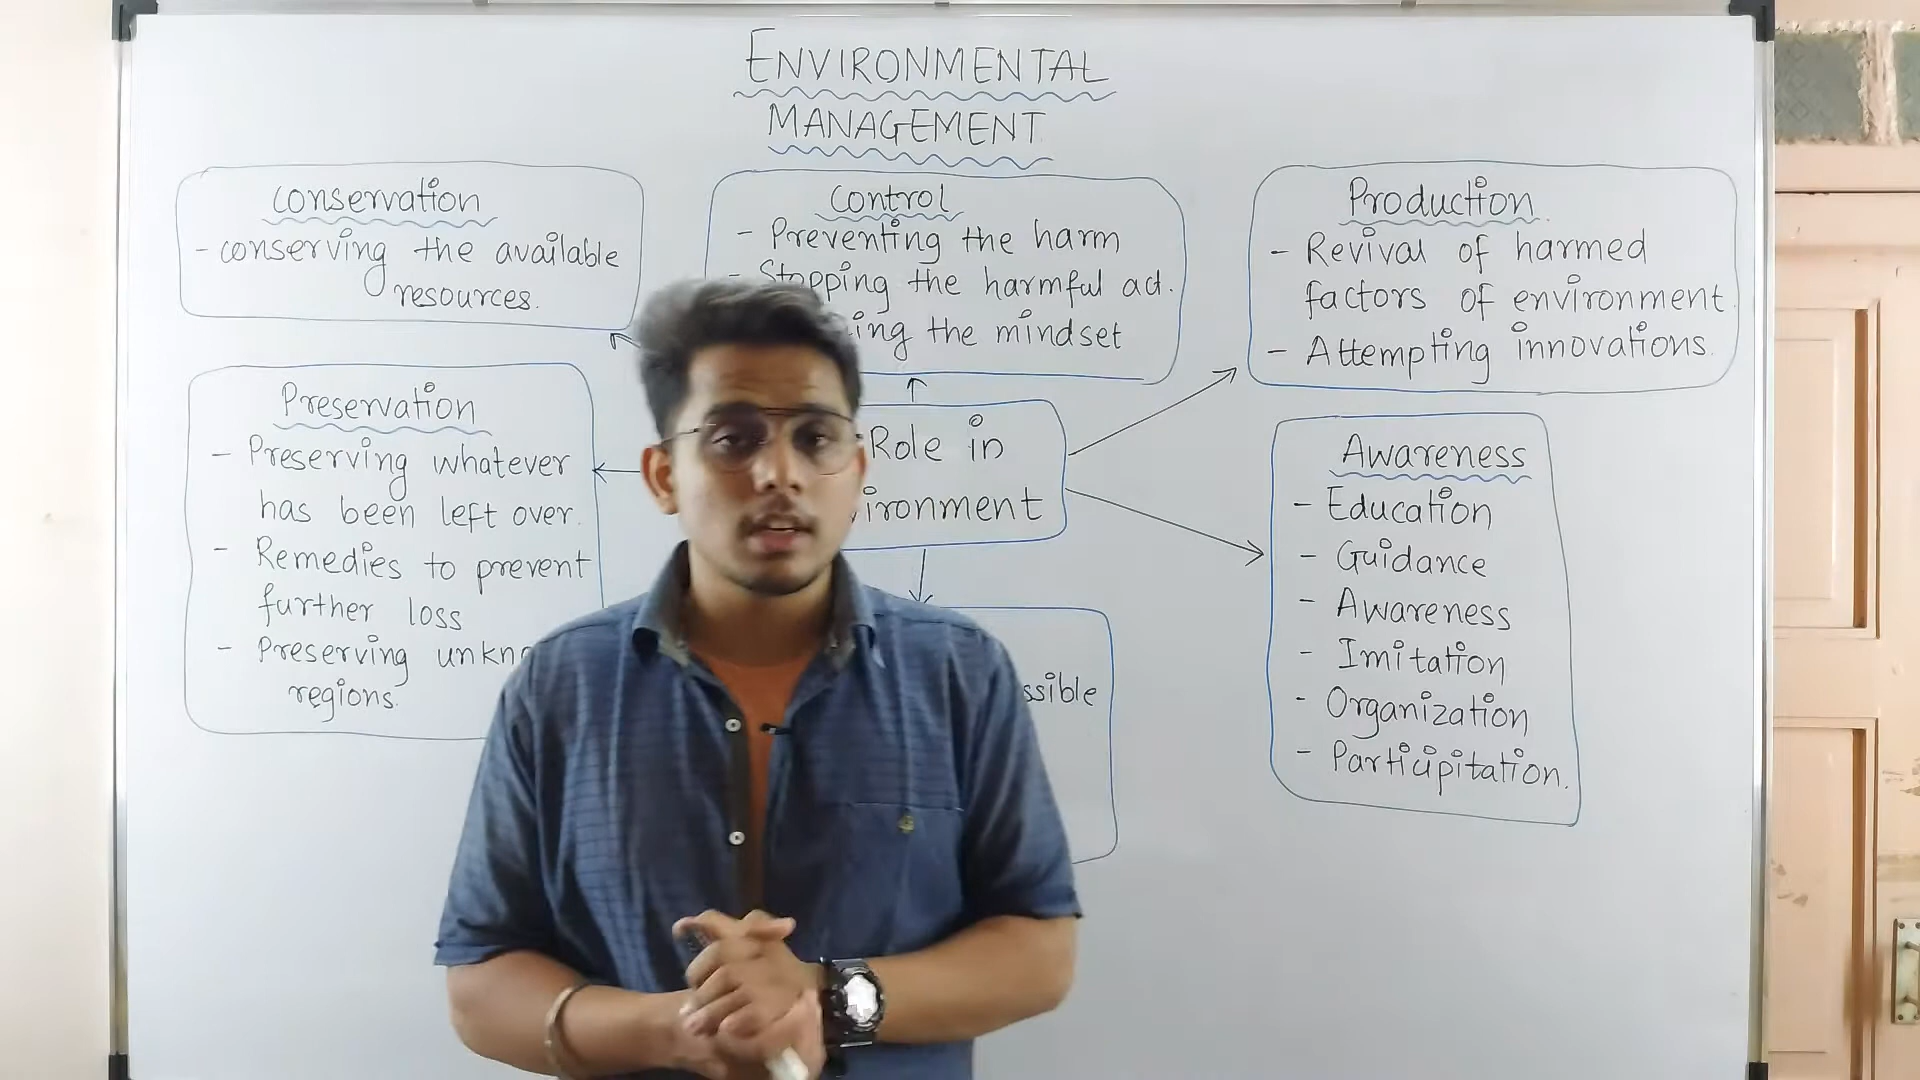 ENVIRONMENTAL
MANAGEMENT
Conservation
- conserving the available
resources.
Control
- Preventing the harm
- Stopping the harmful act.
the mindset
Production
- Revival of harmed
factors of environment.
- Attempting innovations.
Preservation
- Preserving whatever
has been left over.
- Remedies to prevent
further loss
- Preserving
regions.
Role in
Awareness
- Education
- Guidance
- Awareness
- Imitation
- Organization
- Participitation.